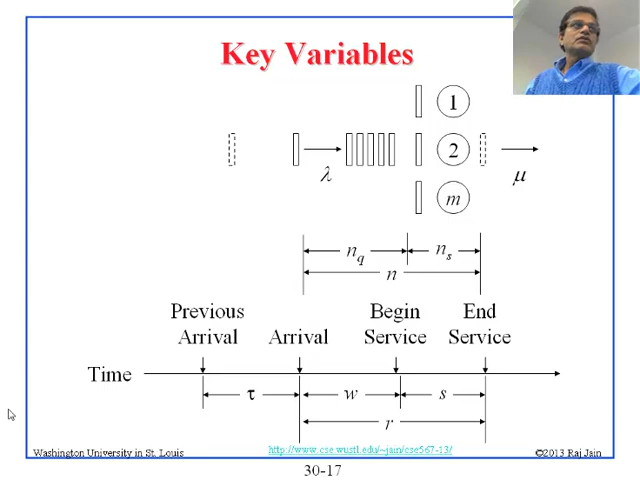 Key Variables
1
2
m
λ
μ
n_q
n_s
n
Previous Arrival
Arrival
Begin Service
End Service
Time
τ
w
s
r
Washington University in St. Louis
http://www.cse.wustl.edu/~jain/cse567-13/
©2013 Raj Jain
30-17